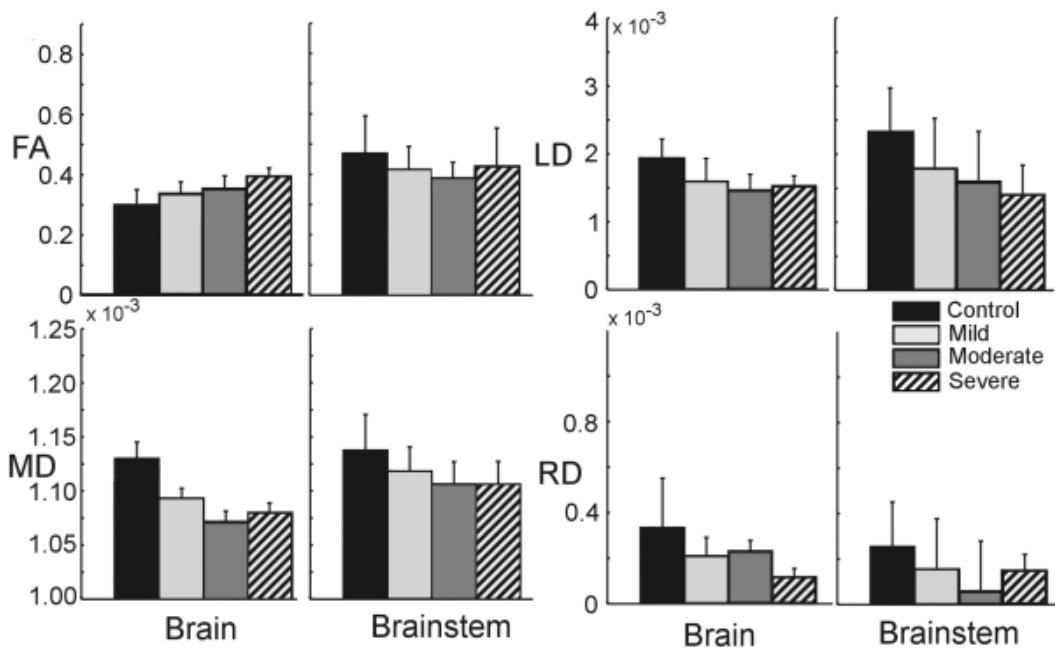 FA
0.8
0.6
0.4
0.2
0
LD
4 x 10⁻³
3
2
1
0
MD
x 10⁻³
1.25
1.20
1.15
1.10
1.05
1.00
Brain
Brainstem
RD
x 10⁻³
0.8
0.4
0
Control
Mild
Moderate
Severe
Brain
Brainstem